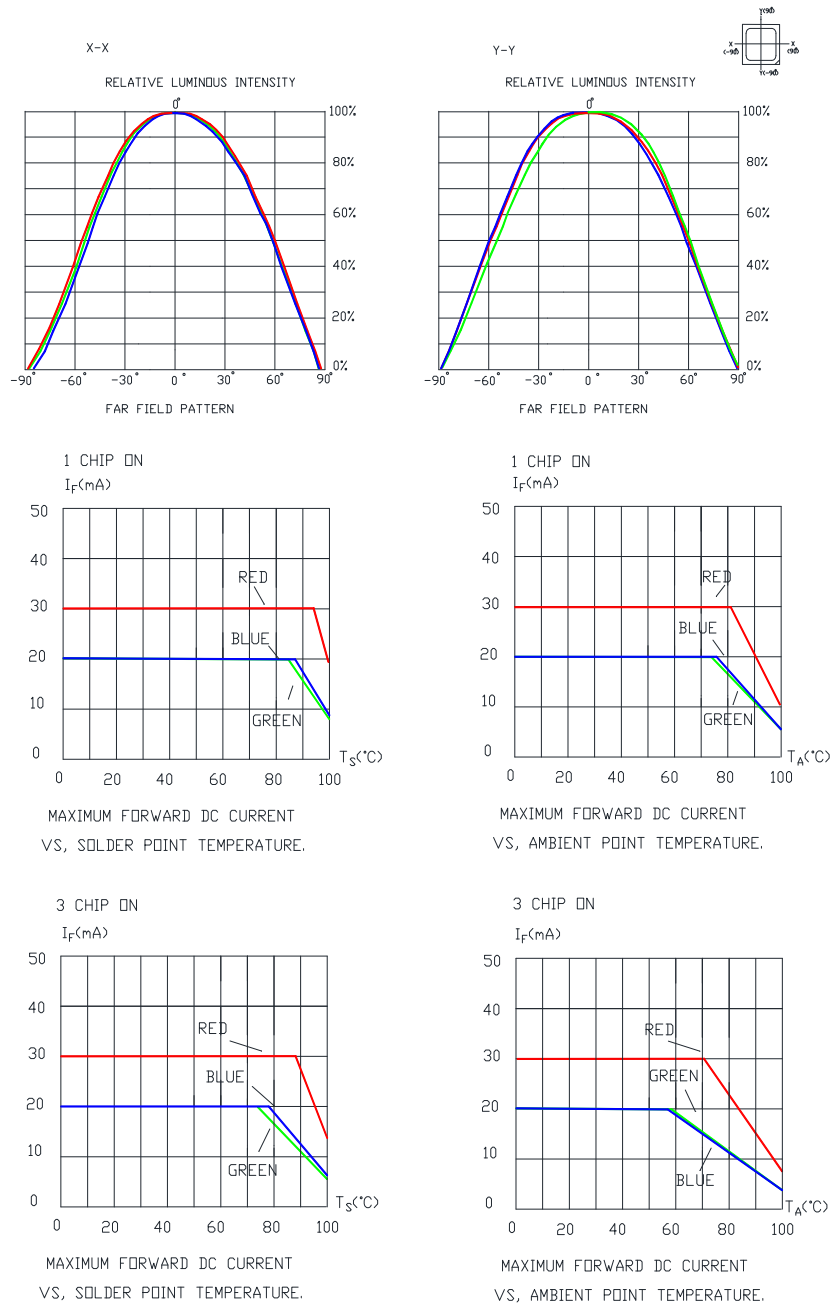 X-X
RELATIVE LUMINOUS INTENSITY
0°
100%
80%
60%
40%
20%
0%
-90° -60° -30° 0° 30° 60° 90°
FAR FIELD PATTERN
Y-Y
RELATIVE LUMINOUS INTENSITY
0°
100%
80%
60%
40%
20%
0%
-90° -60° -30° 0° 30° 60° 90°
FAR FIELD PATTERN
X X
1 CHIP ON
IF(mA)
50
40
30
20
10
0
RED
BLUE
GREEN
TS(°C)
0 20 40 60 80 100
MAXIMUM FORWARD DC CURRENT
VS, SOLDER POINT TEMPERATURE.
1 CHIP ON
IF(mA)
50
40
30
20
10
0
RED
BLUE
GREEN
TA(°C)
0 20 40 60 80 100
MAXIMUM FORWARD DC CURRENT
VS, AMBIENT POINT TEMPERATURE.
3 CHIP ON
IF(mA)
50
40
30
20
10
0
RED
BLUE
GREEN
TS(°C)
0 20 40 60 80 100
MAXIMUM FORWARD DC CURRENT
VS, SOLDER POINT TEMPERATURE.
3 CHIP ON
IF(mA)
50
40
30
20
10
0
RED
GREEN
BLUE
TA(°C)
0 20 40 60 80 100
MAXIMUM FORWARD DC CURRENT
VS, AMBIENT POINT TEMPERATURE.